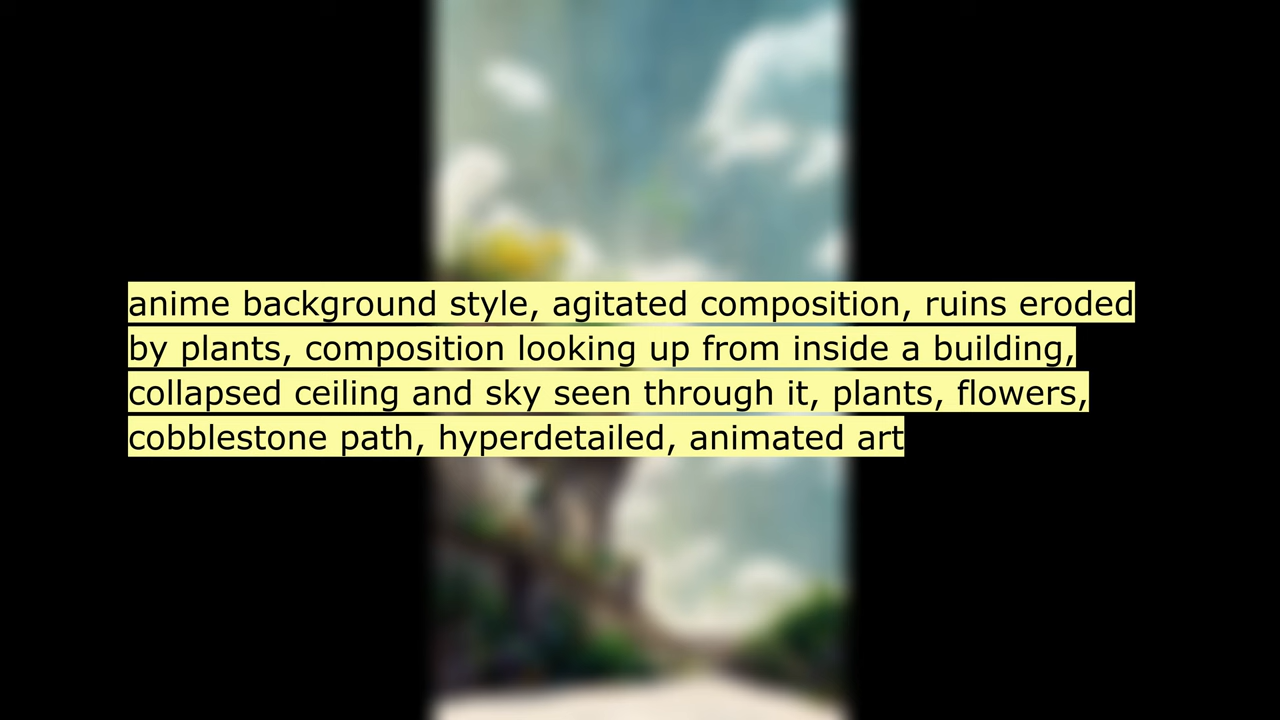 anime background style, agitated composition, ruins eroded
by plants, composition looking up from inside a building,
collapsed ceiling and sky seen through it, plants, flowers,
cobblestone path, hyperdetailed, animated art